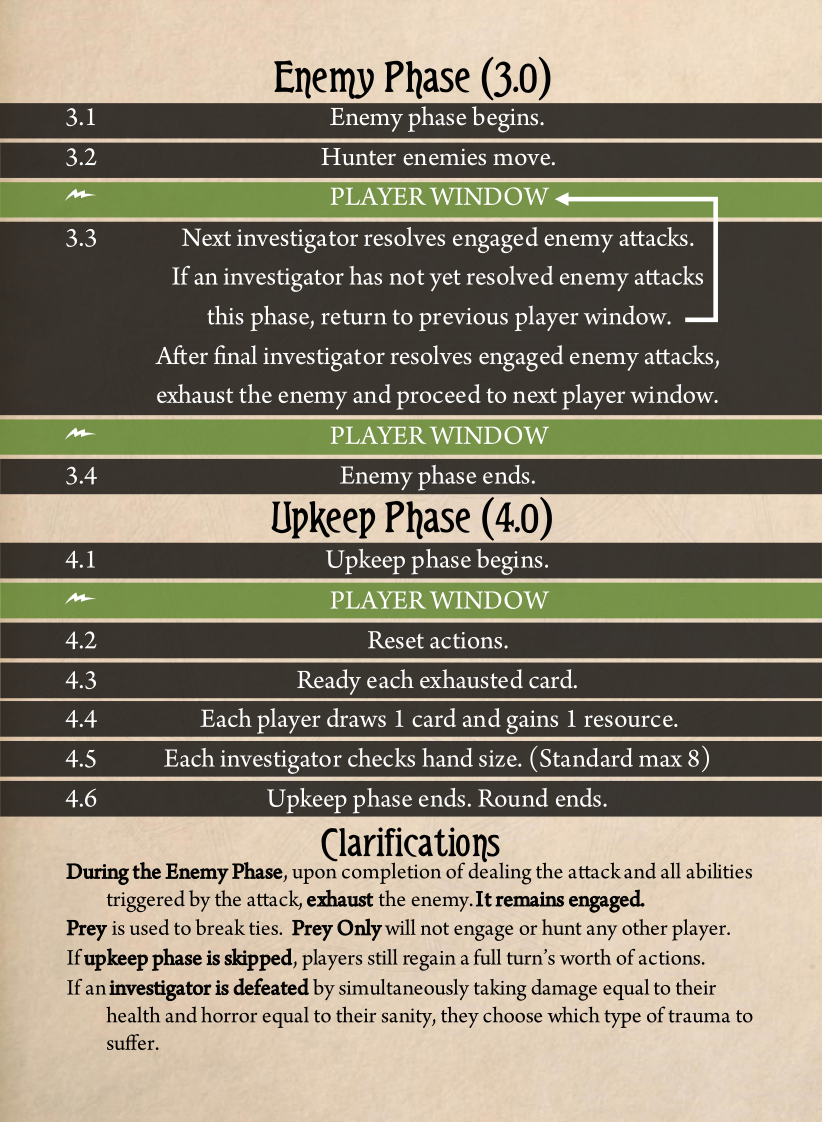 Enemy Phase (3.0)
3.1 Enemy phase begins.
3.2 Hunter enemies move.
PLAYER WINDOW
3.3 Next investigator resolves engaged enemy attacks.
If an investigator has not yet resolved enemy attacks
this phase, return to previous player window.
After final investigator resolves engaged enemy attacks,
exhaust the enemy and proceed to next player window.
PLAYER WINDOW
3.4 Enemy phase ends.
Upkeep Phase (4.0)
4.1 Upkeep phase begins.
PLAYER WINDOW
4.2 Reset actions.
4.3 Ready each exhausted card.
4.4 Each player draws 1 card and gains 1 resource.
4.5 Each investigator checks hand size. (Standard max 8)
4.6 Upkeep phase ends. Round ends.
Clarifications
During the Enemy Phase, upon completion of dealing the attack and all abilities
triggered by the attack, exhaust the enemy. It remains engaged.
Prey is used to break ties. Prey Only will not engage or hunt any other player.
If upkeep phase is skipped, players still regain a full turn's worth of actions.
If an investigator is defeated by simultaneously taking damage equal to their
health and horror equal to their sanity, they choose which type of trauma to
suffer.